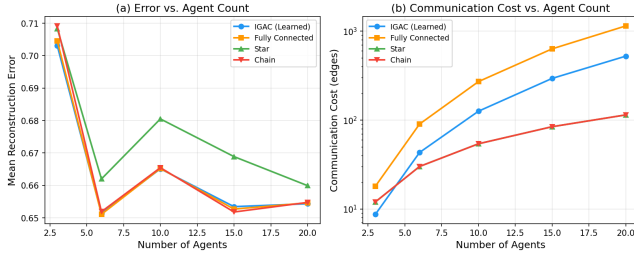 (a) Error vs. Agent Count
0.71
0.70
0.69
0.68
0.67
0.66
0.65
Mean Reconstruction Error
IGAC (Learned)
Fully Connected
Star
Chain
2.5 5.0 7.5 10.0 12.5 15.0 17.5 20.0
Number of Agents
(b) Communication Cost vs. Agent Count
10³
10²
10¹
Communication Cost (edges)
IGAC (Learned)
Fully Connected
Star
Chain
2.5 5.0 7.5 10.0 12.5 15.0 17.5 20.0
Number of Agents